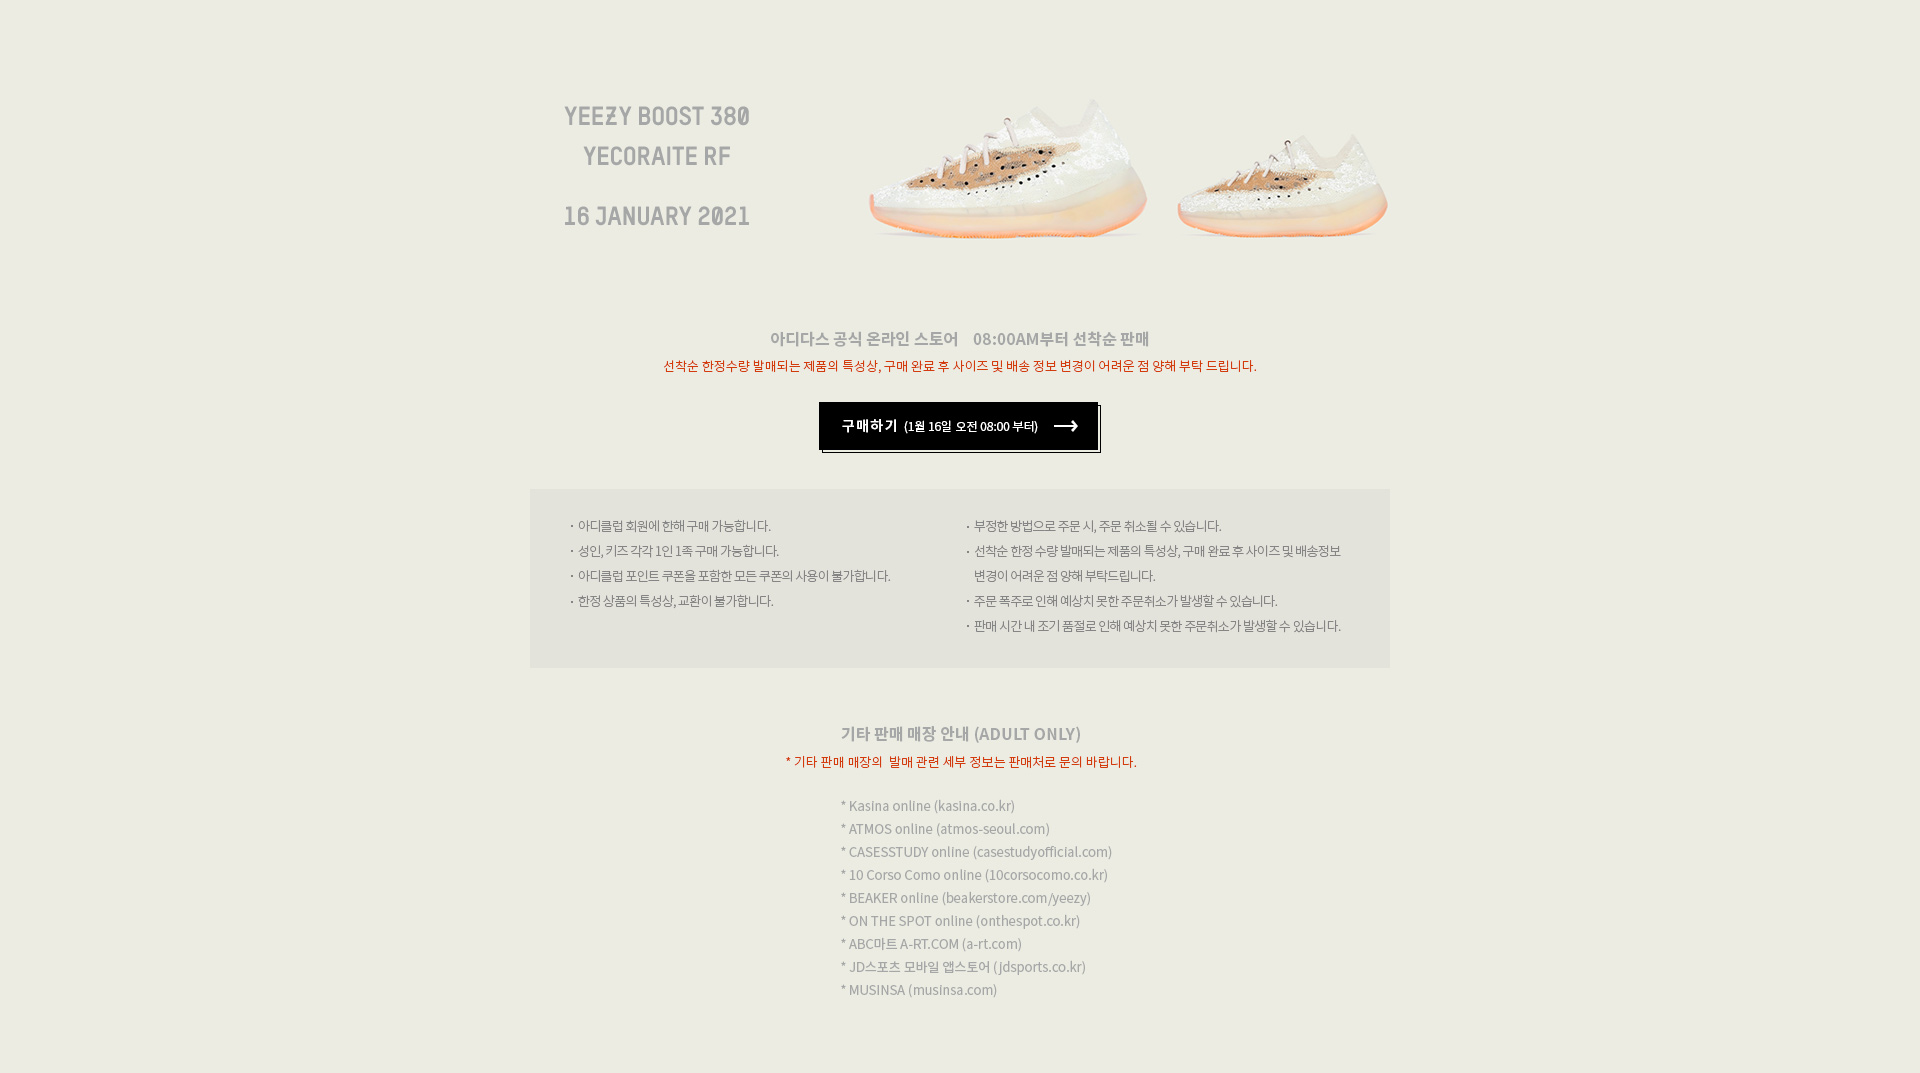 YEEZY BOOST 380
YECORAITE RF
16 JANUARY 2021
아디다스 공식 온라인 스토어 08:00AM부터 선착순 판매
선착순 한정수량 발매되는 제품의 특성상, 구매 완료 후 사이즈 및 배송 정보 변경이 어려운 점 양해 부탁 드립니다.
구매하기 (1월 16일 오전 08:00 부터)
· 아디클럽 회원에 한해 구매 가능합니다.
· 성인, 키즈 각각 1인 1족 구매 가능합니다.
· 아디클럽 포인트 쿠폰을 포함한 모든 쿠폰의 사용이 불가합니다.
· 한정 상품의 특성상, 교환이 불가합니다.
· 부정한 방법으로 주문 시, 주문 취소될 수 있습니다.
· 선착순 한정 수량 발매되는 제품의 특성상, 구매 완료 후 사이즈 및 배송정보
변경이 어려운 점 양해 부탁드립니다.
· 주문 폭주로 인해 예상치 못한 주문취소가 발생할 수 있습니다.
· 판매 시간 내 조기 품절로 인해 예상치 못한 주문취소가 발생할 수 있습니다.
기타 판매 매장 안내 (ADULT ONLY)
* 기타 판매 매장의 발매 관련 세부 정보는 판매처로 문의 바랍니다.
* Kasina online (kasina.co.kr)
* ATMOS online (atmos-seoul.com)
* CASESSTUDY online (casestudyofficial.com)
* 10 Corso Como online (10corsocomo.co.kr)
* BEAKER online (beakerstore.com/yeezy)
* ON THE SPOT online (onthespot.co.kr)
* ABC마트 A-RT.COM (a-rt.com)
* JD스포츠 모바일 앱스토어 (jdsports.co.kr)
* MUSINSA (musinsa.com)